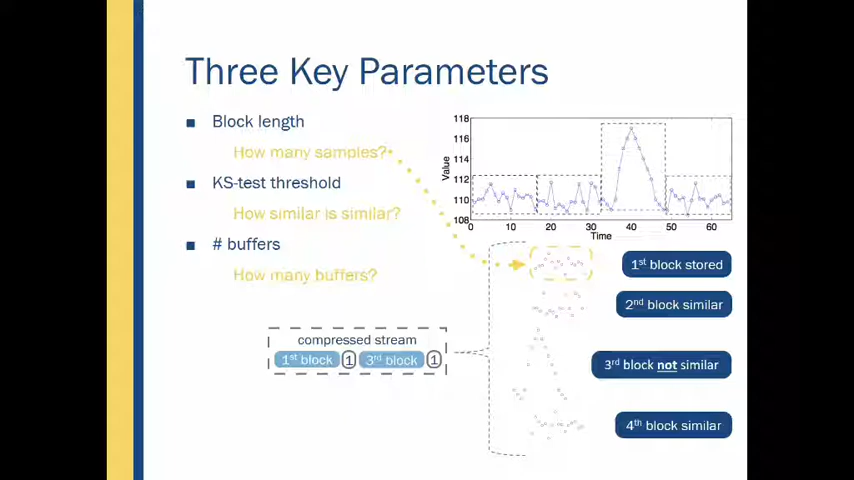 Three Key Parameters
■ Block length
How many samples?
■ KS-test threshold
How similar is similar?
■ # buffers
How many buffers?
118
116
114
112
110
108
Value
0 10 20 30 40 50 60
Time
1st block stored
2nd block similar
3rd block not similar
4th block similar
compressed stream
1st block 1 3rd block 1